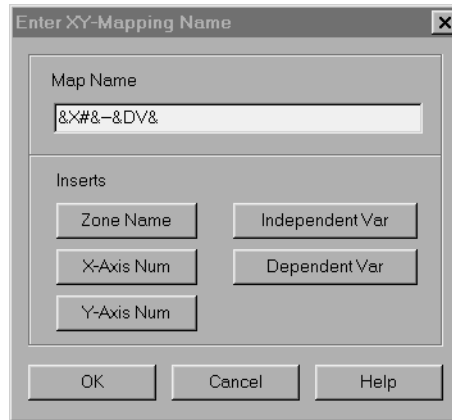 Enter XY-Mapping Name
Map Name
&X#&–&DV&
Inserts
Zone Name
Independent Var
X-Axis Num
Dependent Var
Y-Axis Num
OK
Cancel
Help